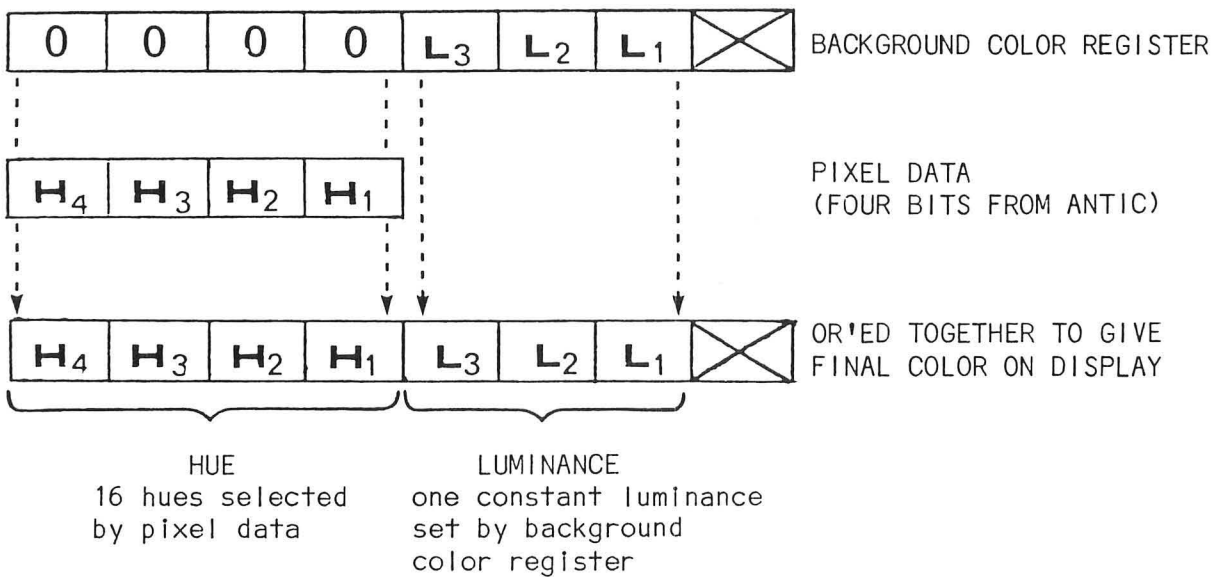 0 0 0 0 L3 L2 L1 BACKGROUND COLOR REGISTER
H4 H3 H2 H1
PIXEL DATA
(FOUR BITS FROM ANTIC)
H4 H3 H2 H1 L3 L2 L1
OR'ED TOGETHER TO GIVE
FINAL COLOR ON DISPLAY
HUE
16 hues selected
by pixel data
LUMINANCE
one constant luminance
set by background
color register